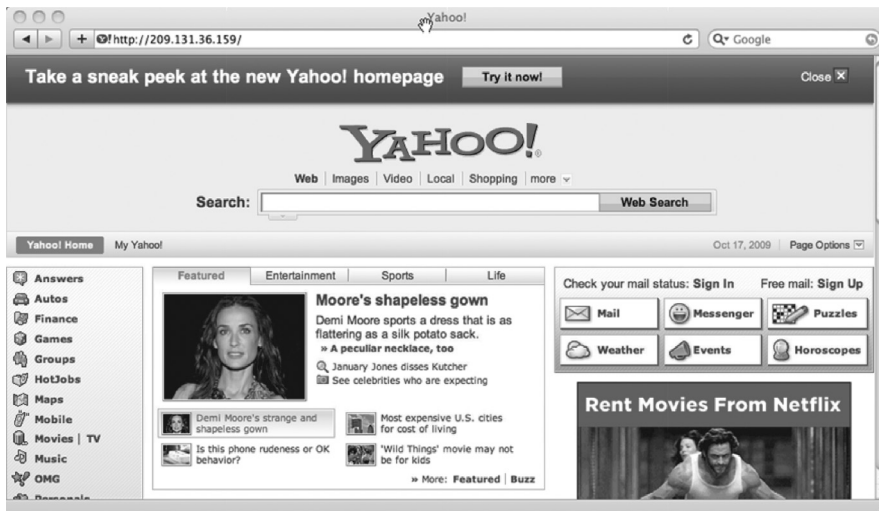 Yahoo!
http://209.131.36.159/
Google
Take a sneak peek at the new Yahoo! homepage
Try it now!
Close
YAHOO!
Web Images Video Local Shopping more
Search:
Web Search
Yahoo! Home
My Yahoo!
Oct 17, 2009
Page Options
Answers
Autos
Finance
Games
Groups
HotJobs
Maps
Mobile
Movies | TV
Music
OMG
Personals
Featured
Entertainment
Sports
Life
Moore's shapeless gown
Demi Moore sports a dress that is as
flattering as a silk potato sack.
» A peculiar necklace, too
January Jones disses Kutcher
See celebrities who are expecting
Demi Moore's strange and
shapeless gown
Most expensive U.S. cities
for cost of living
Is this phone rudeness or OK
behavior?
'Wild Things' movie may not
be for kids
» More: Featured | Buzz
Check your mail status: Sign In
Free mail: Sign Up
Mail
Messenger
Puzzles
Weather
Events
Horoscopes
Rent Movies From Netflix